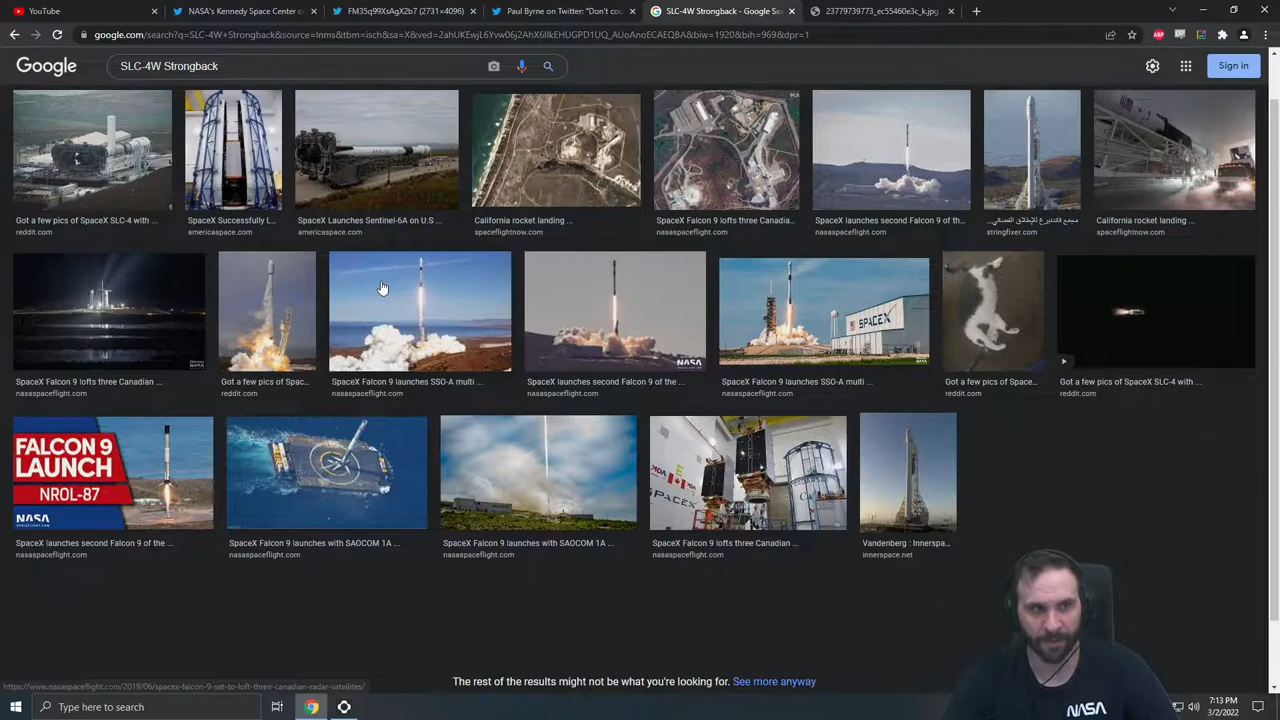 YouTube
NASA's Kennedy Space Center o
FM35q99XsAgX2b7 (2731×4096)
Paul Byrne on Twitter: "Don't cou
SLC-4W Strongback - Google Sea
23779739773_ec55460e3c_k.jpg
google.com/search?q=SLC-4W+Strongback&source=lnms&tbm=isch&sa=X&ved=2ahUKEwjL6Yvw0j2AhX6IIkEHUGPD1UQ_AUoAnoECAEQBA&biw=1920&bih=969&dpr=1
Google
SLC-4W Strongback
Sign in
Got a few pics of SpaceX SLC-4 with ...
reddit.com
SpaceX Successfully L...
americaspace.com
SpaceX Launches Sentinel-6A on U.S ...
americaspace.com
California rocket landing ...
spaceflightnow.com
SpaceX Falcon 9 lofts three Canadia...
nasaspaceflight.com
SpaceX launches second Falcon 9 of th...
nasaspaceflight.com
stringfixer.com
California rocket landing ...
spaceflightnow.com
NASA
SPACEX
SpaceX Falcon 9 lofts three Canadian ...
nasaspaceflight.com
Got a few pics of Spac...
reddit.com
SpaceX Falcon 9 launches SSO-A multi ...
nasaspaceflight.com
SpaceX launches second Falcon 9 of the ...
nasaspaceflight.com
SpaceX Falcon 9 launches SSO-A multi ...
nasaspaceflight.com
Got a few pics of Space...
reddit.com
Got a few pics of SpaceX SLC-4 with ...
reddit.com
FALCON 9
LAUNCH
NROL-87
NASA
MDA
SPACEX
SpaceX launches second Falcon 9 of the ...
nasaspaceflight.com
SpaceX Falcon 9 launches with SAOCOM 1A ...
nasaspaceflight.com
SpaceX Falcon 9 launches with SAOCOM 1A ...
nasaspaceflight.com
SpaceX Falcon 9 lofts three Canadian ...
nasaspaceflight.com
Vandenberg : Innerspa...
innerspace.net
The rest of the results might not be what you're looking for. See more anyway
https://www.nasaspaceflight.com/2019/06/spacex-falcon-9-set-to-loft-three-canadian-radar-satellites/
NASA
Type here to search
7:13 PM
3/2/2022